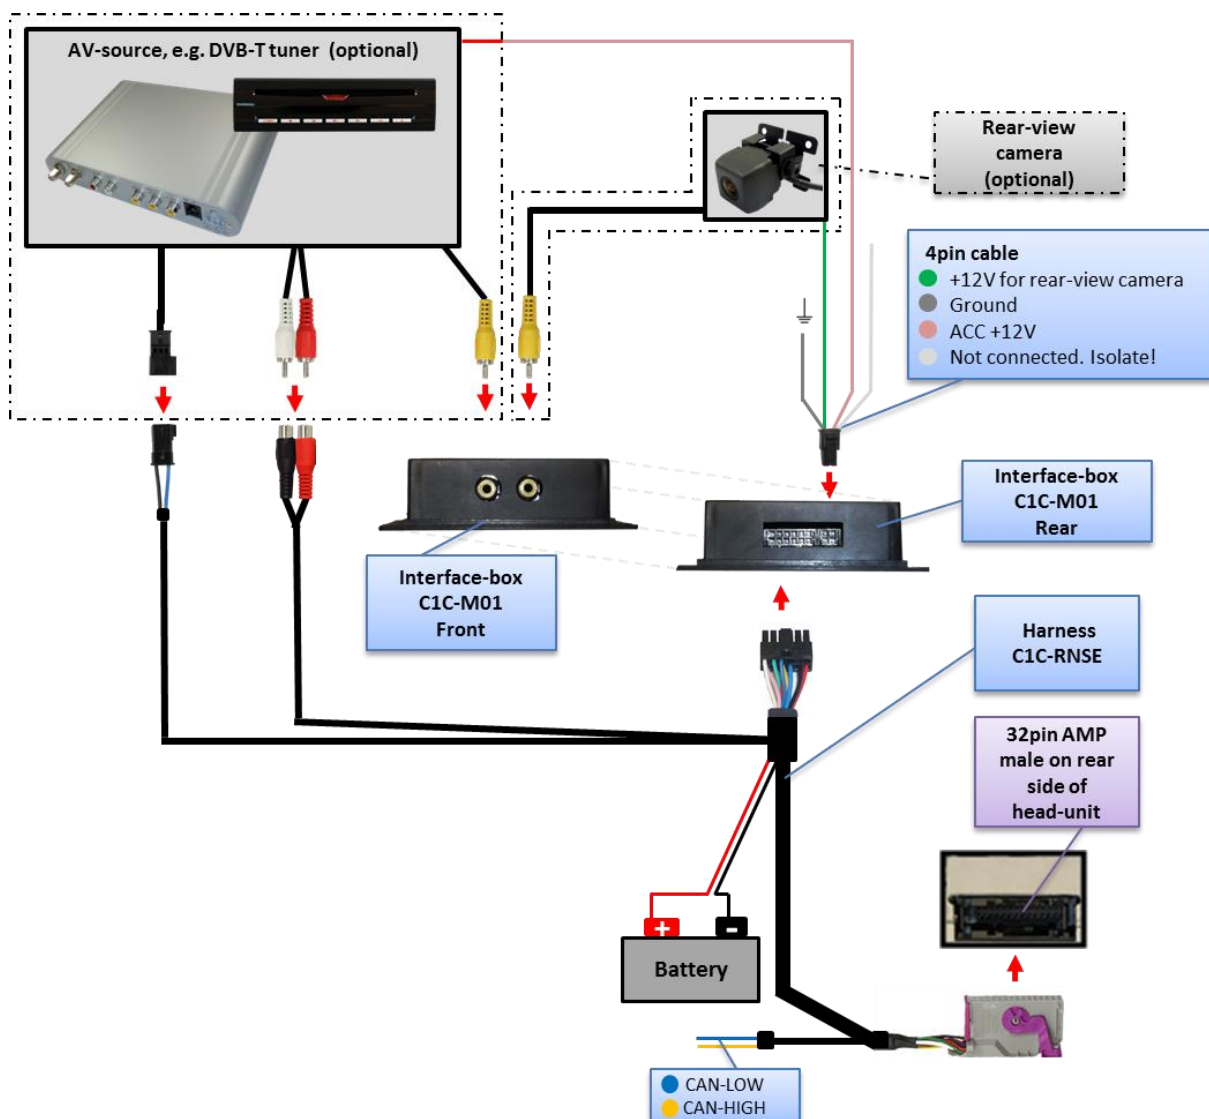 AV-source, e.g. DVB-T tuner (optional)
Rear-view
camera
(optional)
4pin cable
+12V for rear-view camera
Ground
ACC +12V
Not connected. Isolate!
Interface-box
C1C-M01
Rear
Interface-box
C1C-M01
Front
Harness
C1C-RNSE
32pin AMP
male on rear
side of
head-unit
+ -
Battery
CAN-LOW
CAN-HIGH